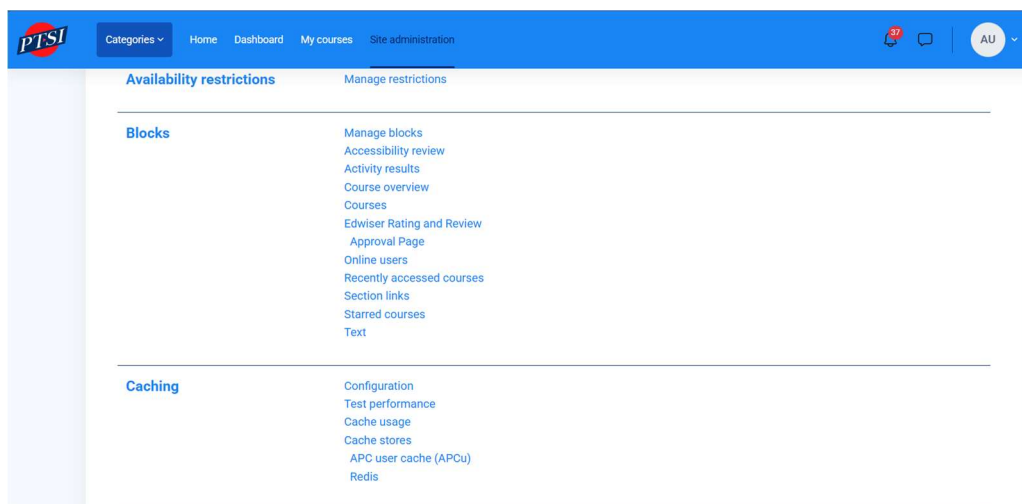 PTSI
Categories Home Dashboard My courses Site administration 37 AU
Availability restrictions Manage restrictions
Blocks Manage blocks
Accessibility review
Activity results
Course overview
Courses
Edwiser Rating and Review
Approval Page
Online users
Recently accessed courses
Section links
Starred courses
Text
Caching Configuration
Test performance
Cache usage
Cache stores
APC user cache (APCu)
Redis